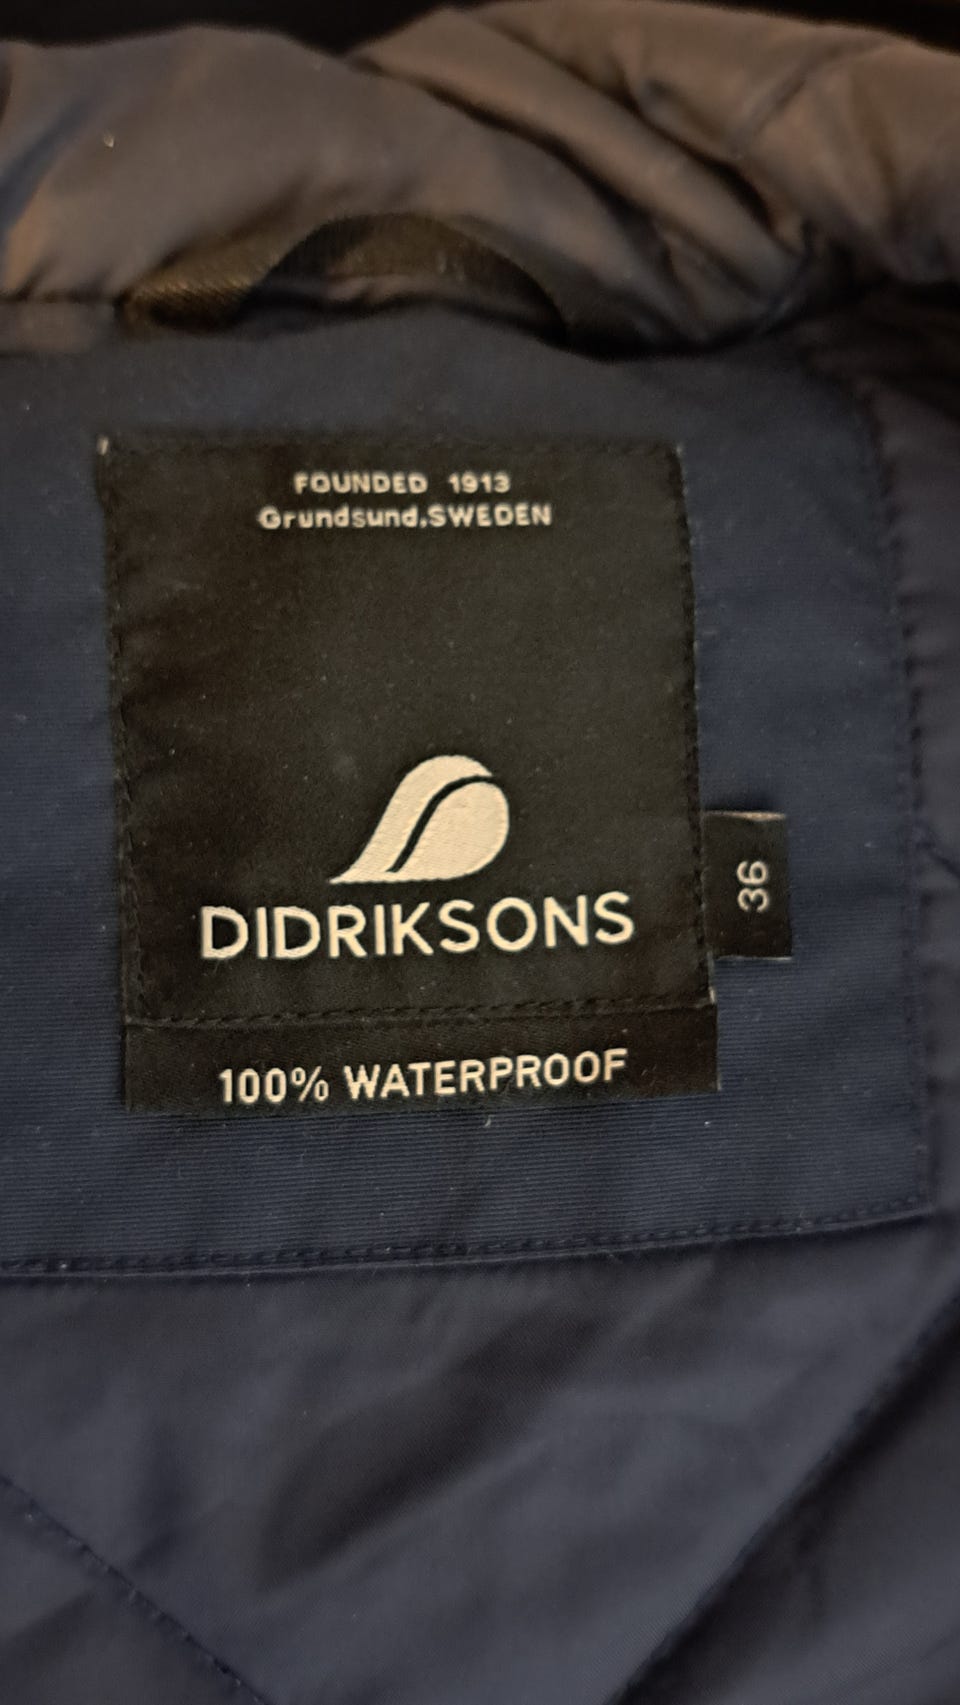 FOUNDED 1913
Grundsund,SWEDEN
DIDRIKSONS
36
100% WATERPROOF